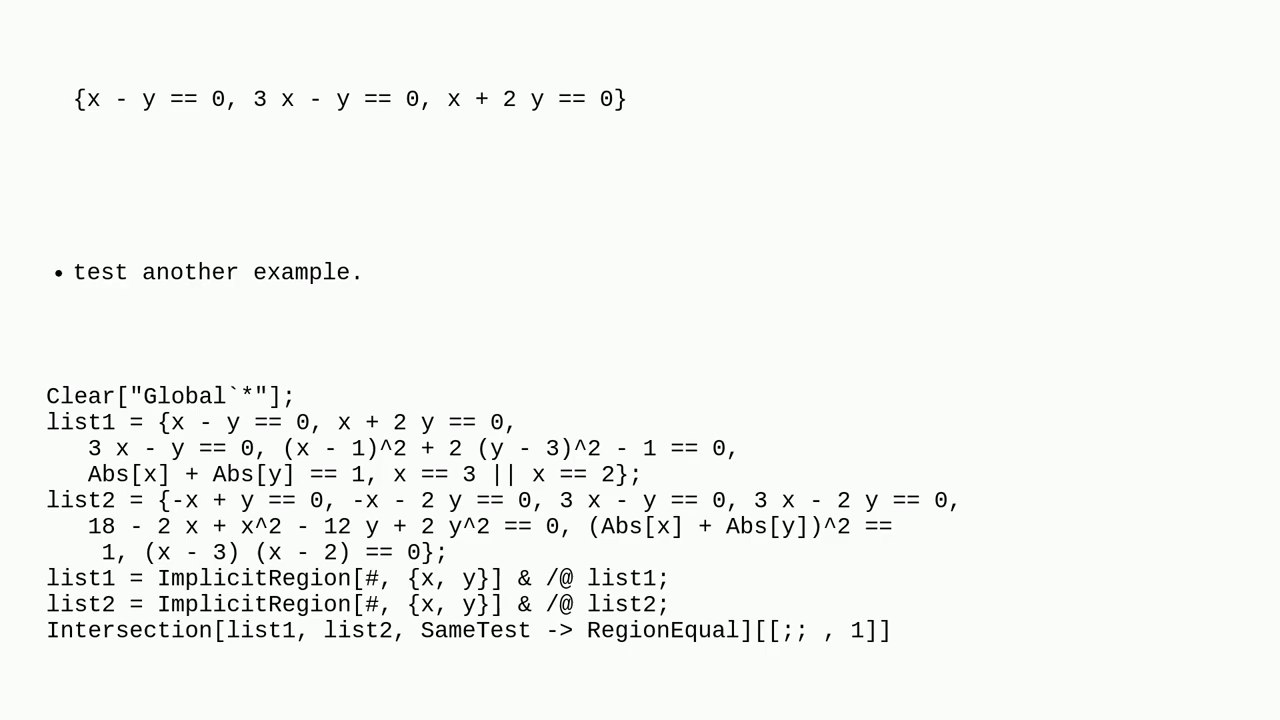 {x - y == 0, 3 x - y == 0, x + 2 y == 0}
• test another example.
Clear["Global`*"];
list1 = {x - y == 0, x + 2 y == 0,
   3 x - y == 0, (x - 1)^2 + 2 (y - 3)^2 - 1 == 0,
   Abs[x] + Abs[y] == 1, x == 3 || x == 2};
list2 = {-x + y == 0, -x - 2 y == 0, 3 x - y == 0, 3 x - 2 y == 0,
   18 - 2 x + x^2 - 12 y + 2 y^2 == 0, (Abs[x] + Abs[y])^2 ==
    1, (x - 3) (x - 2) == 0};
list1 = ImplicitRegion[#, {x, y}] & /@ list1;
list2 = ImplicitRegion[#, {x, y}] & /@ list2;
Intersection[list1, list2, SameTest -> RegionEqual][[;; , 1]]